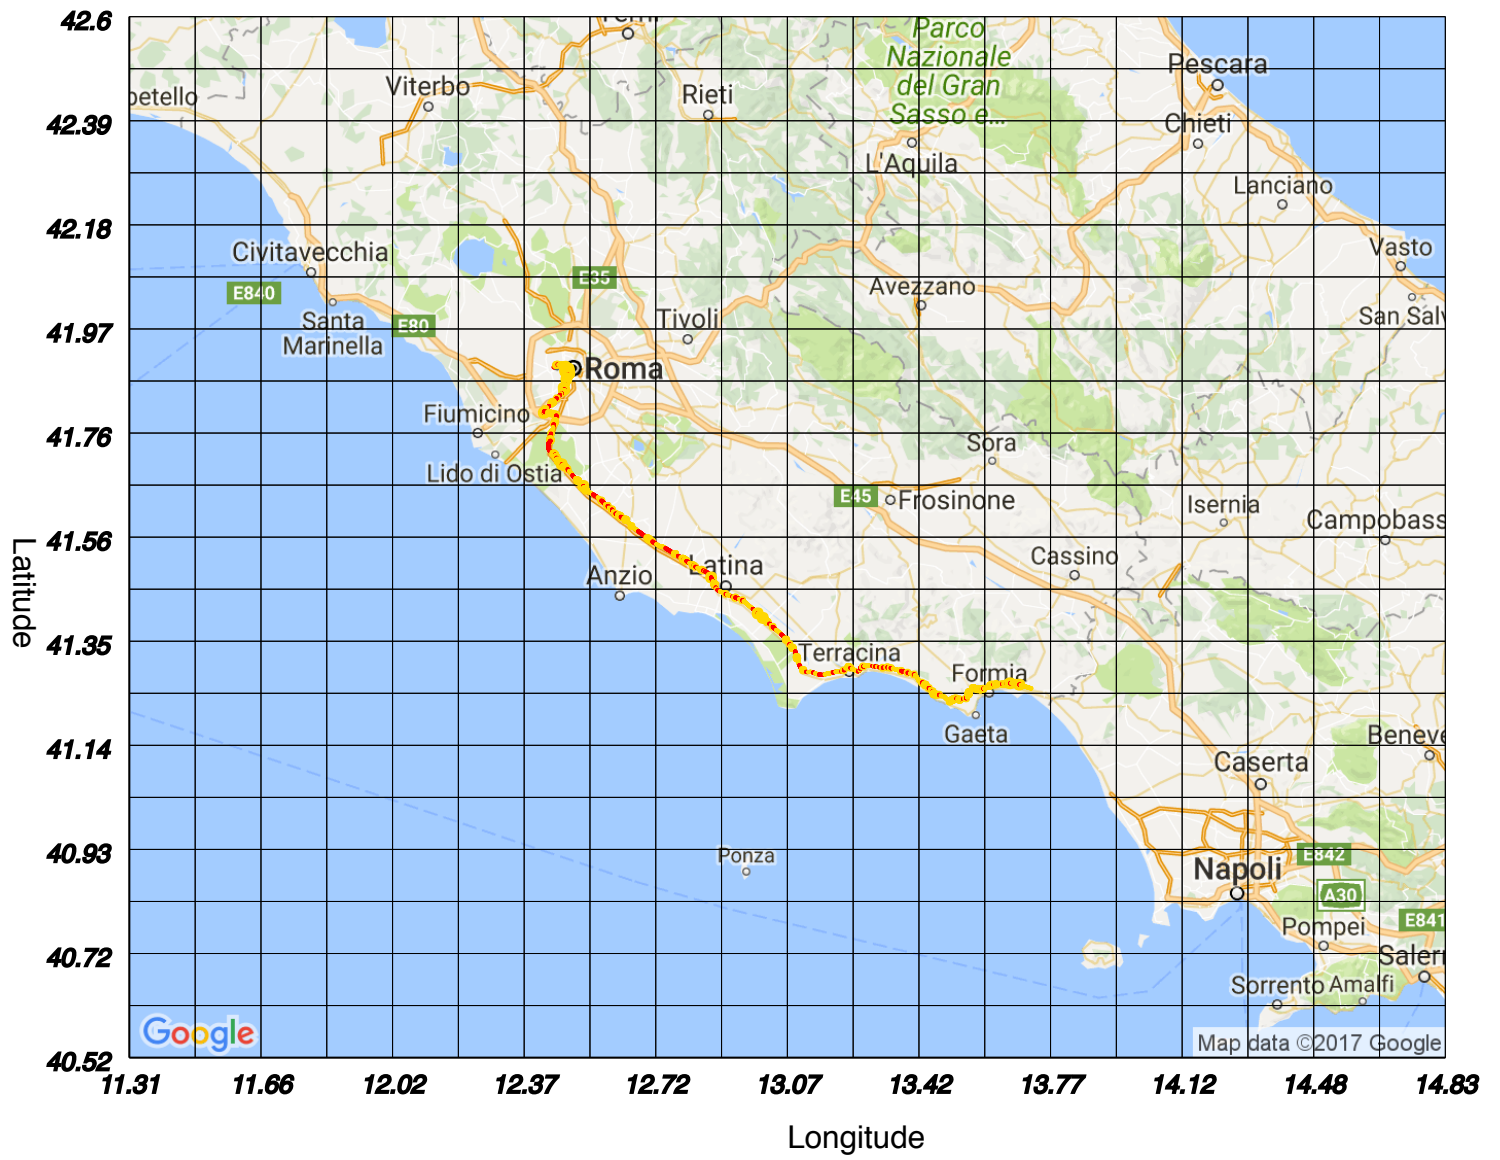 42.6
42.39
42.18
41.97
41.76
41.56
41.35
41.14
40.93
40.72
40.52
Latitude
11.31 11.66 12.02 12.37 12.72 13.07 13.42 13.77 14.12 14.48 14.83
Longitude
Parco
Nazionale
del Gran
Sasso e...
Pescara
Viterbo
Rieti
betello
Chieti
L'Aquila
Lanciano
Civitavecchia
Vasto
E35
E840
Avezzano
Santa
Marinella
E80
Tivoli
San Salv
Roma
Fiumicino
Sora
Lido di Ostia
E45
Frosinone
Isernia
Campobass
Cassino
Latina
Anzio
Terracina
Formia
Gaeta
Beneve
Caserta
Ponza
Napoli
E842
A30
E841
Pompei
Salern
Sorrento
Amalfi
Google
Map data ©2017 Google